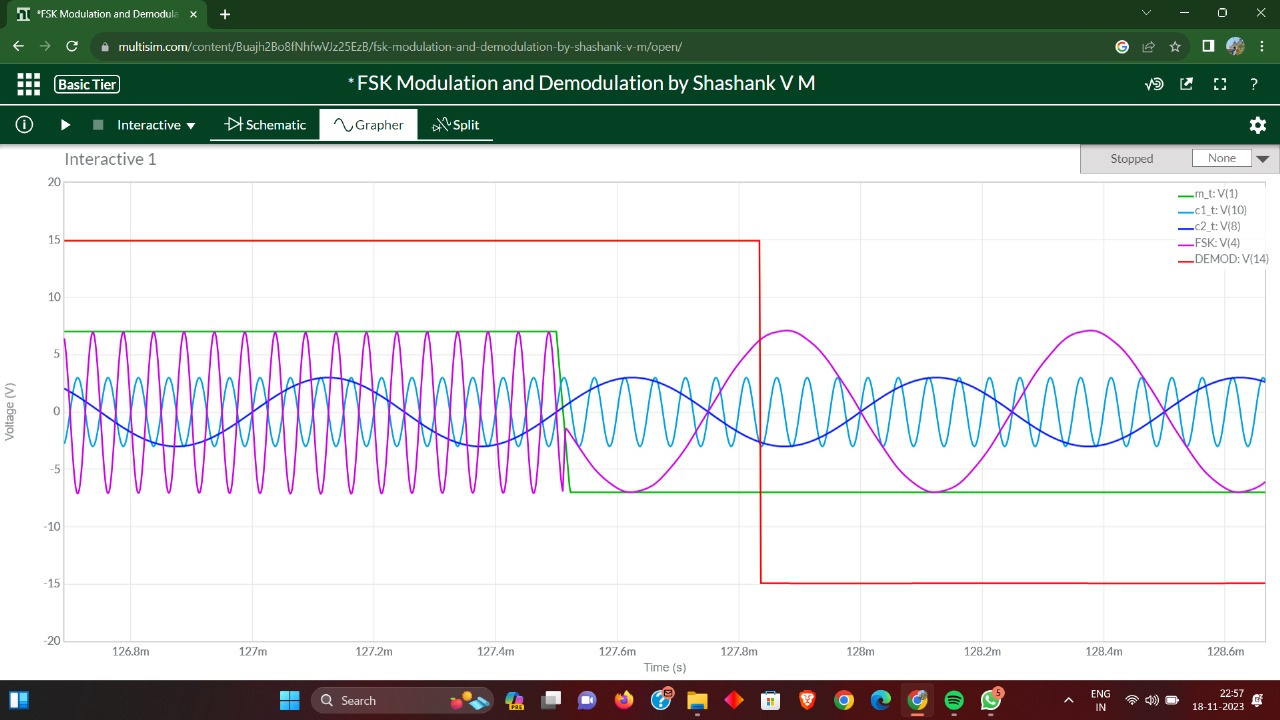 *FSK Modulation and Demodula
multisim.com/content/Buajh2Bo8fNhfwVJz25EzB/fsk-modulation-and-demodulation-by-shashank-v-m/open/
Basic Tier
* FSK Modulation and Demodulation by Shashank V M
?
Interactive
Schematic
Grapher
Split
Interactive 1
Stopped
None
m_t: V(1)
c1_t: V(10)
c2_t: V(8)
FSK: V(4)
DEMOD: V(14)
20
15
10
5
0
-5
-10
-15
-20
Voltage (V)
126.8m
127m
127.2m
127.4m
127.6m
127.8m
128m
128.2m
128.4m
128.6m
Time (s)
Search
PRE
5
ENG
IN
22:57
18-11-2023